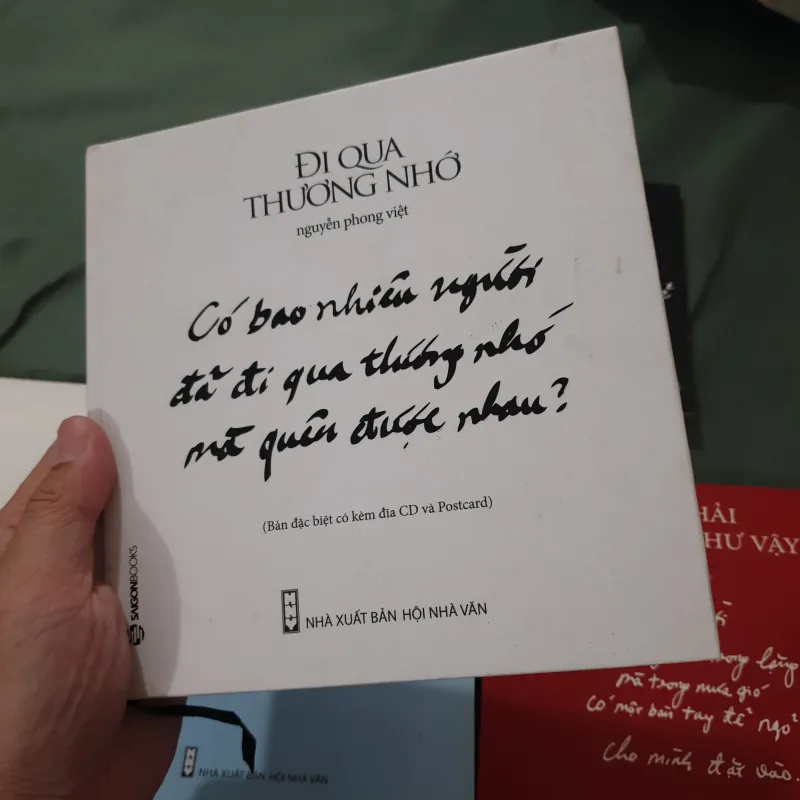 ĐI QUA
THƯƠNG NHỚ
nguyễn phong việt
Có bao nhiêu người
đã đi qua thương nhớ
mà quên được nhau?
(Bản đặc biệt có kèm đĩa CD và Postcard)
SAIGONBOOKS
NHÀ XUẤT BẢN HỘI NHÀ VĂN
NHÀ XUẤT BẢN HỘI NHÀ VĂN
HẢI
HƯ VẬY
trong lặng
mà trong mưa gió
có một bàn tay để ngỏ
cho mình đặt vào.